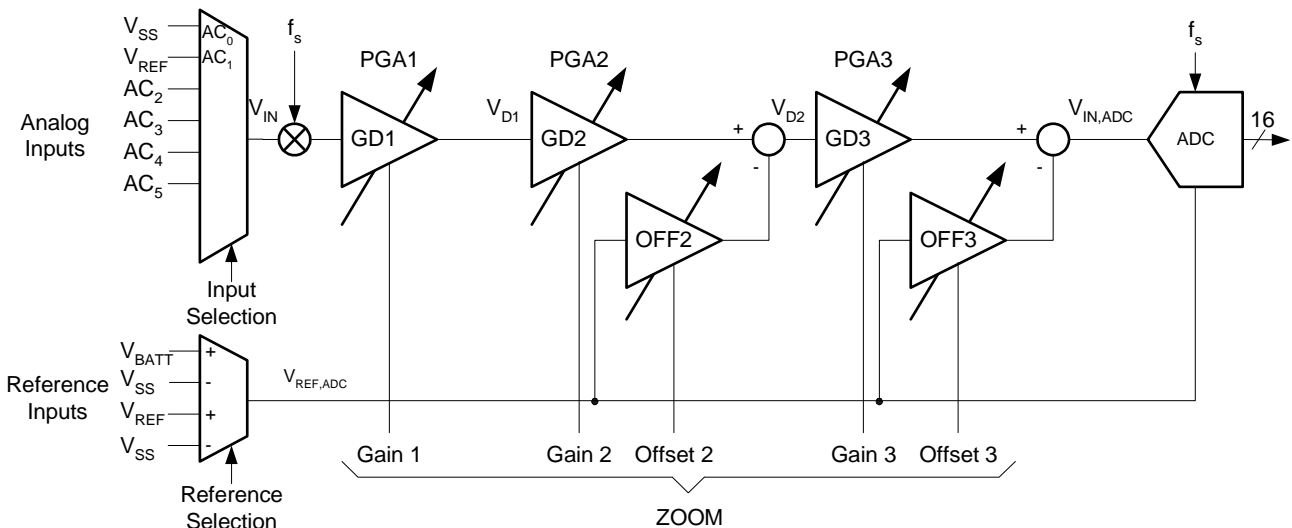 V_SS
AC_0
V_REF
AC_1
AC_2
AC_3
AC_4
AC_5
Analog
Inputs
f_s
V_IN
PGA1
GD1
V_D1
PGA2
GD2
+
-
V_D2
OFF2
PGA3
GD3
+
-
OFF3
V_IN,ADC
f_s
ADC
16
Input
Selection
Reference
Inputs
V_BATT
+
V_SS
-
V_REF
+
V_SS
-
V_REF,ADC
Reference
Selection
Gain 1
Gain 2
Offset 2
Gain 3
Offset 3
ZOOM